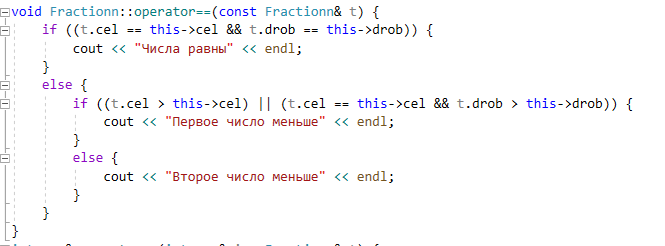 void Fractionn::operator==(const Fractionn& t) {
if ((t.cel == this->cel && t.drob == this->drob)) {
cout << "Числа равны" << endl;
}
else {
if ((t.cel > this->cel) || (t.cel == this->cel && t.drob > this->drob)) {
cout << "Первое число меньше" << endl;
}
else {
cout << "Второе число меньше" << endl;
}
}
}